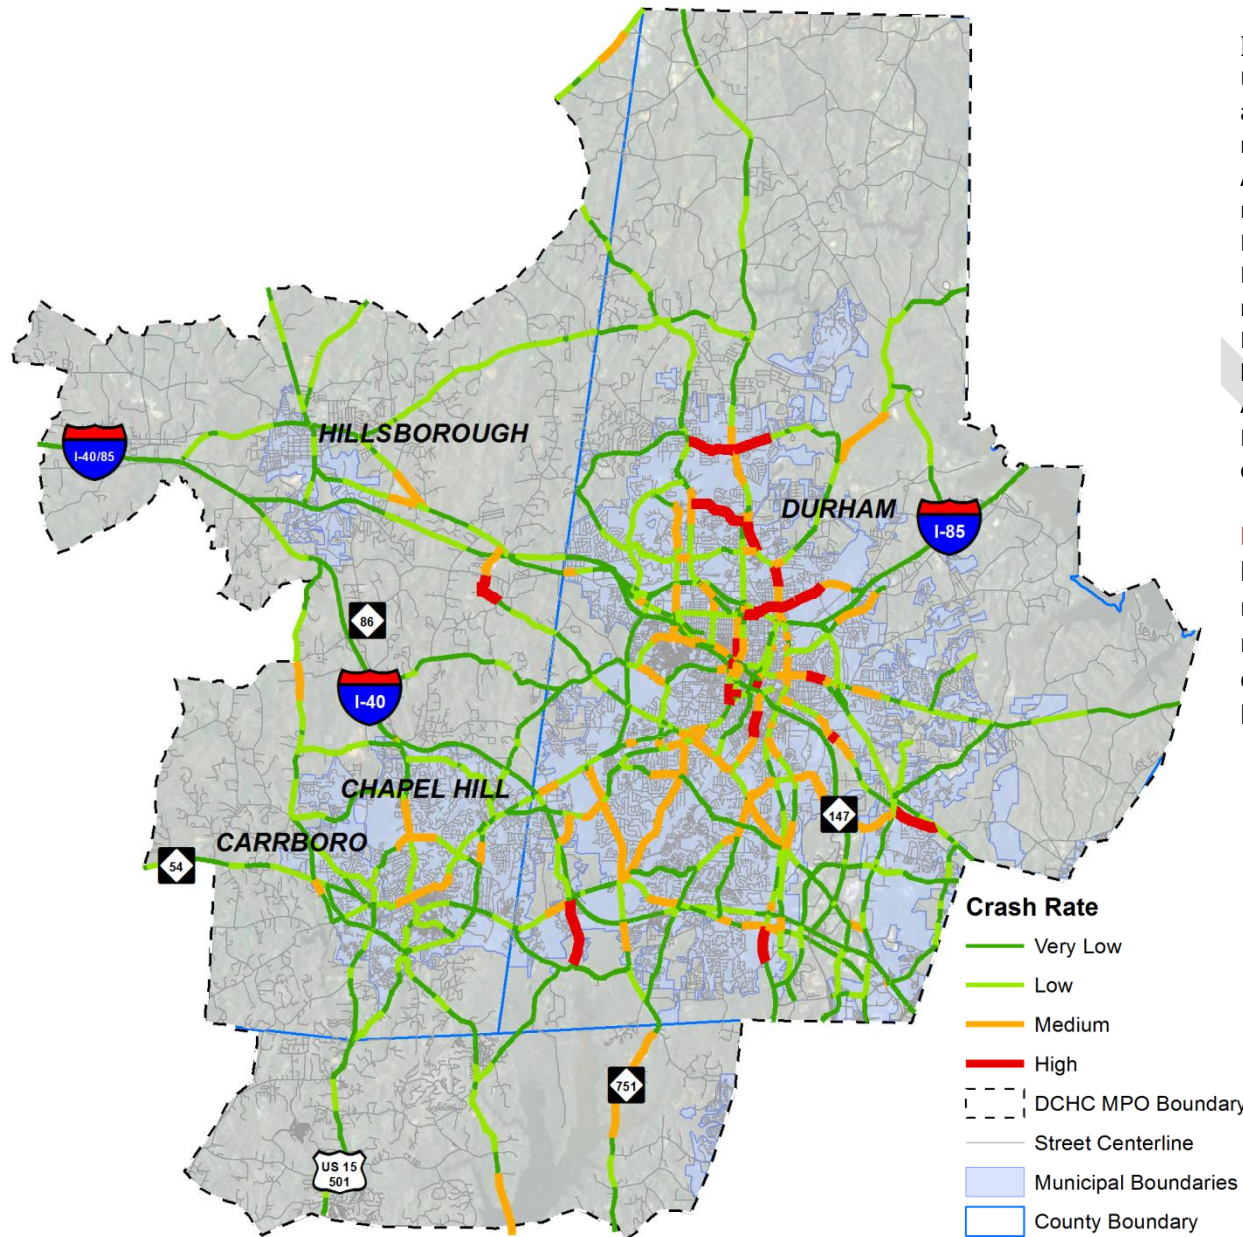 HILLSBOROUGH
I-40/85
DURHAM
I-85
86
I-40
CHAPEL HILL
147
CARRBORO
54
751
US 15
501
Crash Rate
Very Low
Low
Medium
High
DCHC MPO Boundary
Street Centerline
Municipal Boundaries
County Boundary